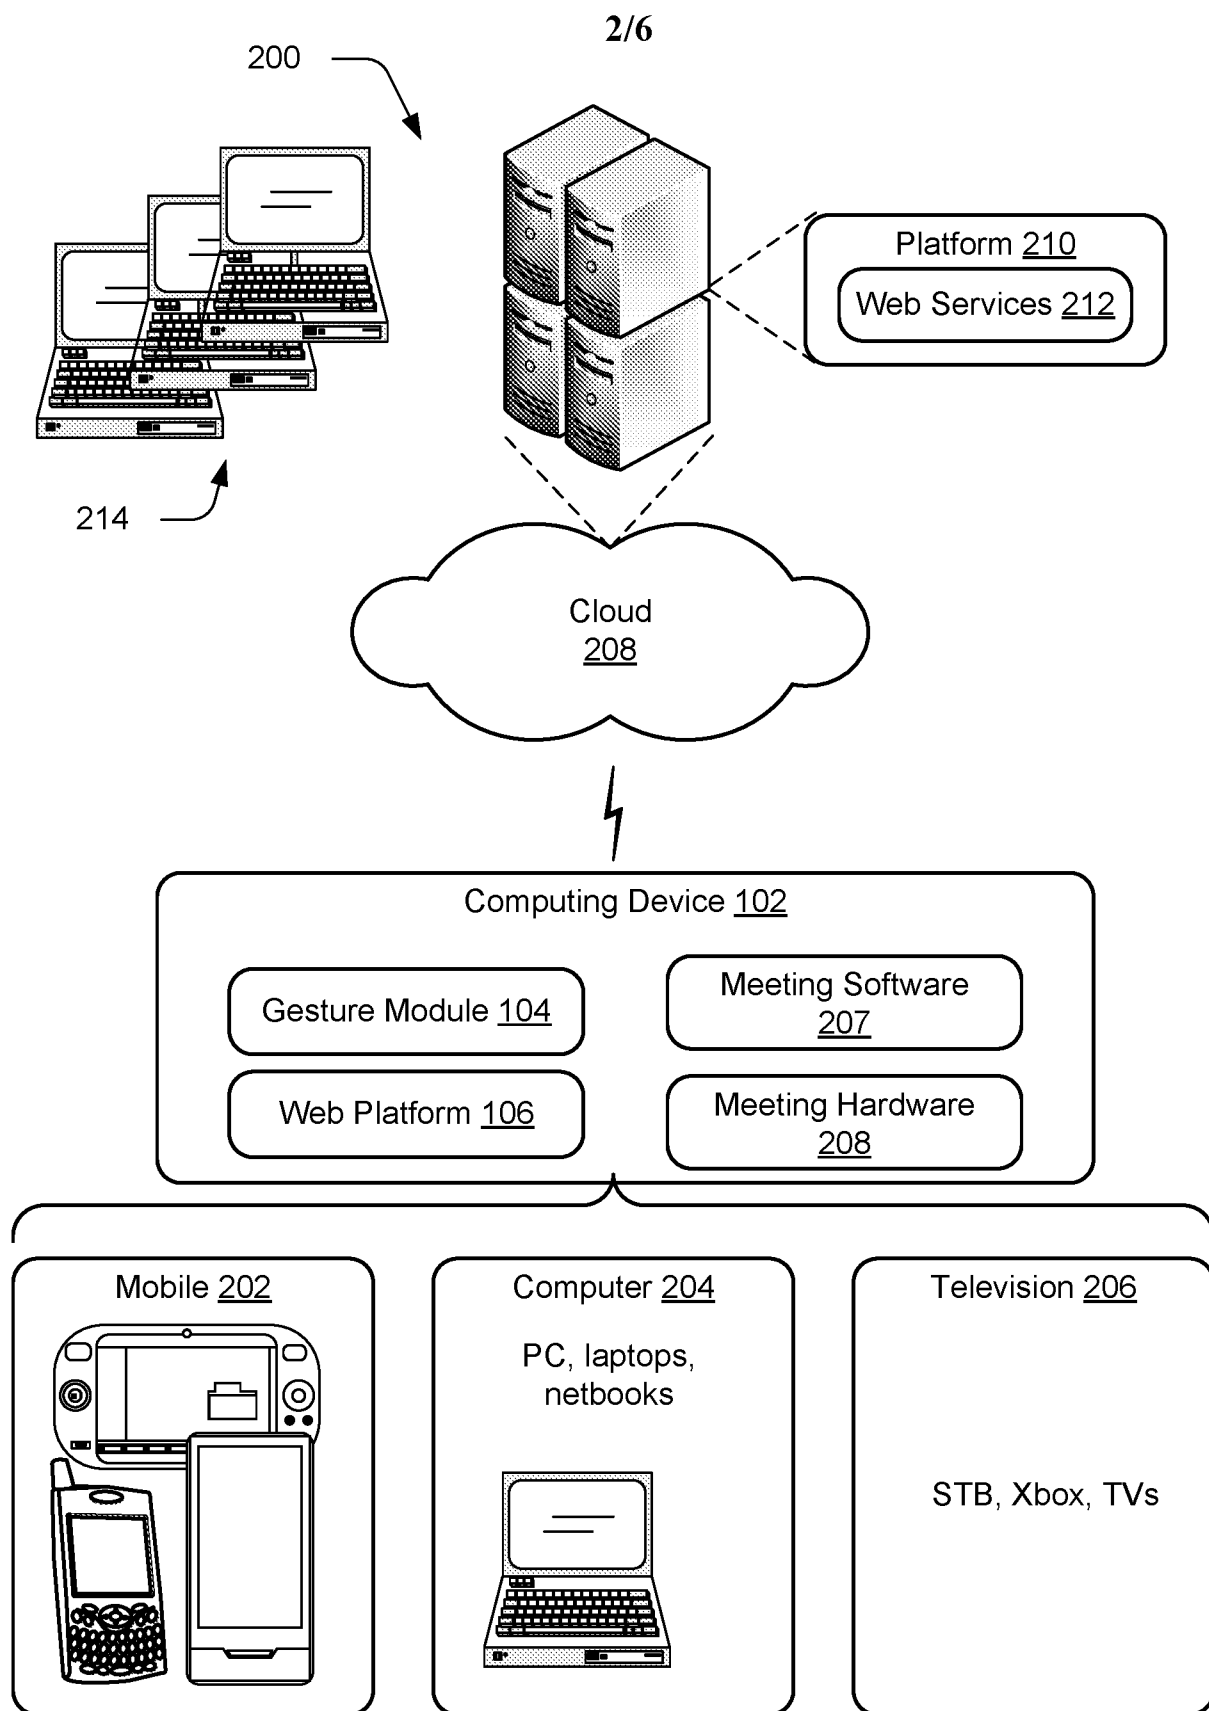 2/6
200
Platform 210
Web Services 212
214
Cloud
208
Computing Device 102
Gesture Module 104
Meeting Software
207
Web Platform 106
Meeting Hardware
208
Mobile 202
Computer 204
PC, laptops,
netbooks
Television 206
STB, Xbox, TVs